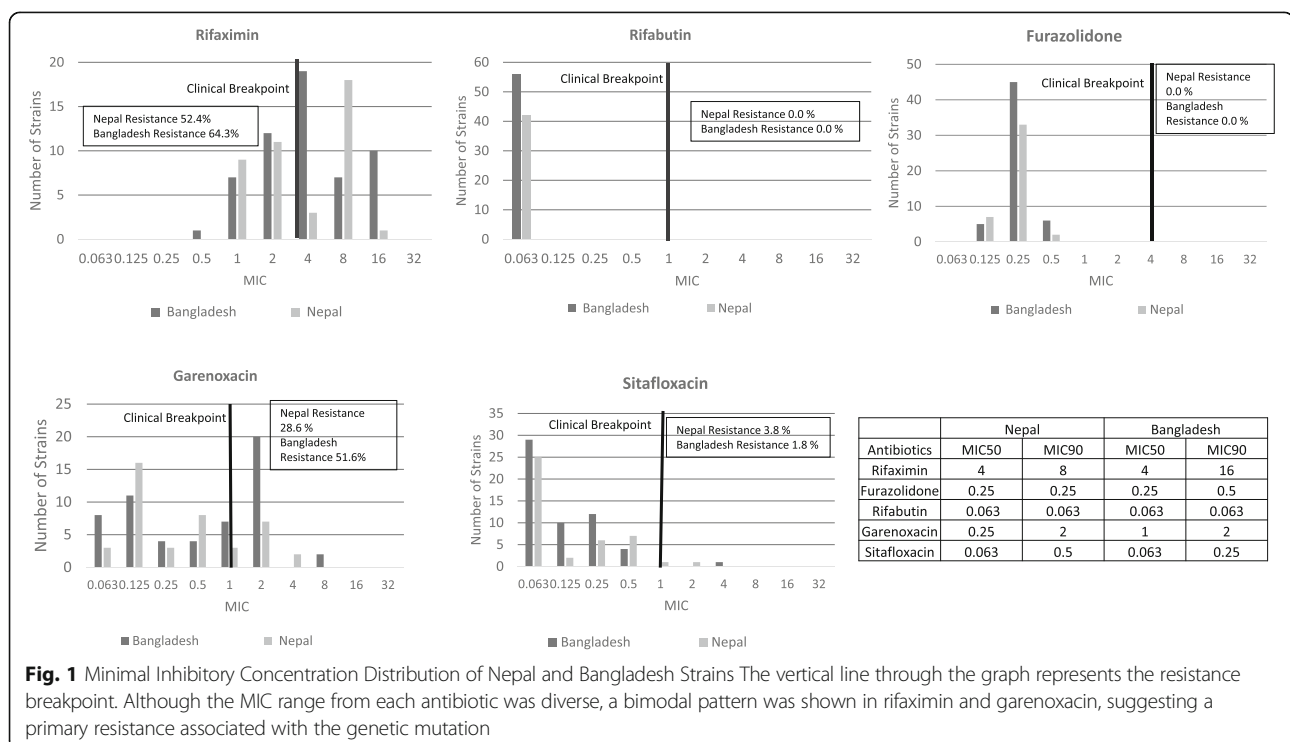 Rifaximin
20
15
10
5
0
Number of Strains
Clinical Breakpoint
Nepal Resistance 52.4%
Bangladesh Resistance 64.3%
0.063 0.125 0.25 0.5 1 2 4 8 16 32
MIC
Bangladesh Nepal
Rifabutin
60
50
40
30
20
10
0
Number of Strains
Clinical Breakpoint
Nepal Resistance 0.0 %
Bangladesh Resistance 0.0 %
0.063 0.125 0.25 0.5 1 2 4 8 16 32
MIC
Bangladesh Nepal
Furazolidone
50
40
30
20
10
0
Number of Strains
Clinical Breakpoint
Nepal Resistance
0.0 %
Bangladesh
Resistance 0.0 %
0.063 0.125 0.25 0.5 1 2 4 8 16 32
MIC
Bangladesh Nepal
Garenoxacin
25
20
15
10
5
0
Number of Strains
Clinical Breakpoint
Nepal Resistance
28.6 %
Bangladesh
Resistance 51.6%
0.063 0.125 0.25 0.5 1 2 4 8 16 32
MIC
Bangladesh Nepal
Sitafloxacin
35
30
25
20
15
10
5
0
Number of Strains
Clinical Breakpoint
Nepal Resistance 3.8 %
Bangladesh Resistance 1.8 %
0.063 0.125 0.25 0.5 1 2 4 8 16 32
MIC
Bangladesh Nepal
Nepal Bangladesh
Antibiotics MIC50 MIC90 MIC50 MIC90
Rifaximin 4 8 4 16
Furazolidone 0.25 0.25 0.25 0.5
Rifabutin 0.063 0.063 0.063 0.063
Garenoxacin 0.25 2 1 2
Sitafloxacin 0.063 0.5 0.063 0.25
Fig. 1 Minimal Inhibitory Concentration Distribution of Nepal and Bangladesh Strains The vertical line through the graph represents the resistance
breakpoint. Although the MIC range from each antibiotic was diverse, a bimodal pattern was shown in rifaximin and garenoxacin, suggesting a
primary resistance associated with the genetic mutation